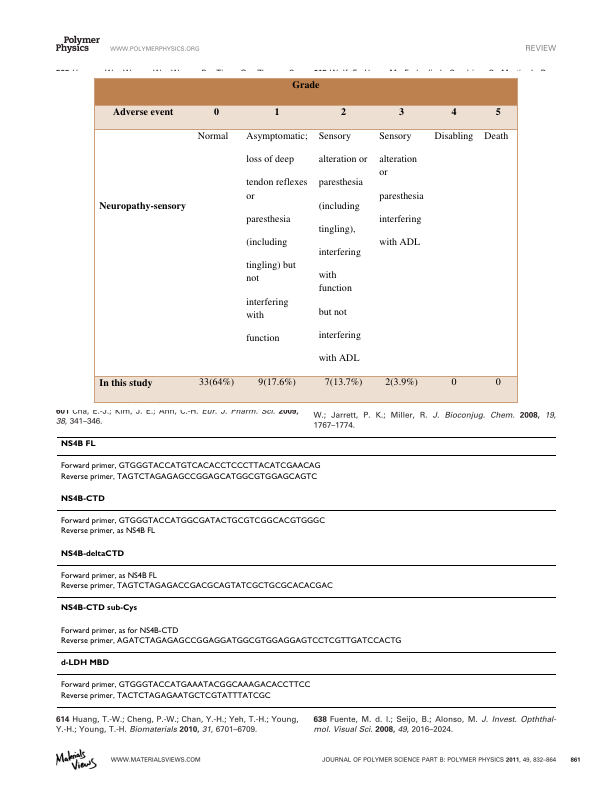 Polymer
Physics
WWW.POLYMERPHYSICS.ORG
REVIEW
Grade
Adverse event 0 1 2 3 4 5
Neuropathy-sensory
Normal
Asymptomatic;
loss of deep
tendon reflexes
or
paresthesia
(including
tingling) but
not
interfering
with
function
Sensory
alteration or
paresthesia
(including
tingling),
interfering
with
function
but not
interfering
with ADL
Sensory
alteration
or
paresthesia
interfering
with ADL
Disabling
Death
In this study 33(64%) 9(17.6%) 7(13.7%) 2(3.9%) 0 0
601 Cha, E.-J.; Kim, J. E.; Ahn, C.-H. Eur. J. Pharm. Sci. 2009,
38, 341–346.
W.; Jarrett, P. K.; Miller, R. J. Bioconjug. Chem. 2008, 19,
1767–1774.
NS4B FL
Forward primer, GTGGGTACCATGTCACACCTCCCTTACATCGAACAG
Reverse primer, TAGTCTAGAGAGCCGGAGCATGGCGTGGAGCAGTC
NS4B-CTD
Forward primer, GTGGGTACCATGGCGATACTGCGTCGGCACGTGGGC
Reverse primer, as NS4B FL
NS4B-deltaCTD
Forward primer, as NS4B FL
Reverse primer, TAGTCTAGAGACCGACGCAGTATCGCTGCGCACACGAC
NS4B-CTD sub-Cys
Forward primer, as for NS4B-CTD
Reverse primer, AGATCTAGAGAGCCGGAGGATGGCGTGGAGGAGTCCTCGTTGATCCACTG
d-LDH MBD
Forward primer, GTGGGTACCATGAAATACGGCAAAGACACCTTCC
Reverse primer, TACTCTAGAGAATGCTCGTATTTATCGC
614 Huang, T.-W.; Cheng, P.-W.; Chan, Y.-H.; Yeh, T.-H.; Young,
Y.-H.; Young, T.-H. Biomaterials 2010, 31, 6701–6709.
638 Fuente, M. d. l.; Seijo, B.; Alonso, M. J. Invest. Ophthal-
mol. Visual Sci. 2008, 49, 2016–2024.
Materials
Views
WWW.MATERIALSVIEWS.COM
JOURNAL OF POLYMER SCIENCE PART B: POLYMER PHYSICS 2011, 49, 832–864 861